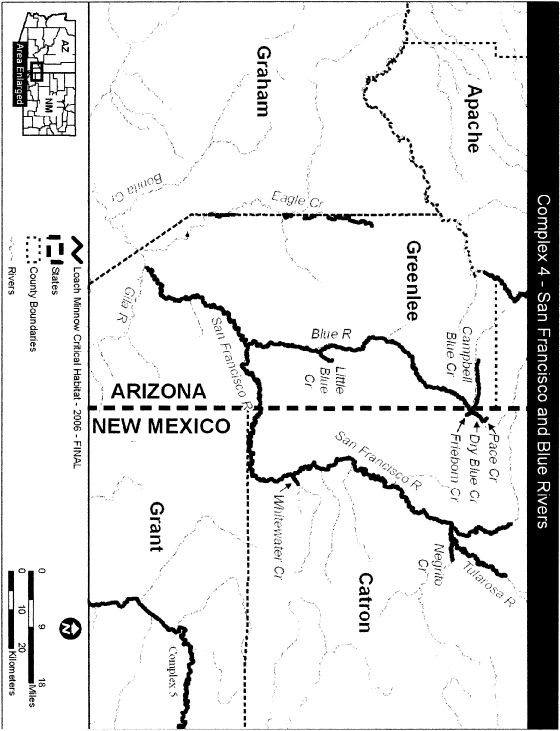 Complex 4 - San Francisco and Blue Rivers
Apache
Graham
Greenlee
Bonita Cr
Eagle Cr
Gila R
San Francisco R
Blue R
Little
Blue
Cr
Campbell
Blue Cr
Pace Cr
Dry Blue Cr
Frieborn Cr
ARIZONA
NEW MEXICO
San Francisco R
Whitewater Cr
Negrito
Cr
Tularosa R
Catron
Grant
Complex 5
AZ
NM
Area Enlarged
Loach Minnow Critical Habitat - 2006 - FINAL
States
County Boundaries
Rivers
N
0 9 18
Miles
0 10 20
Kilometers